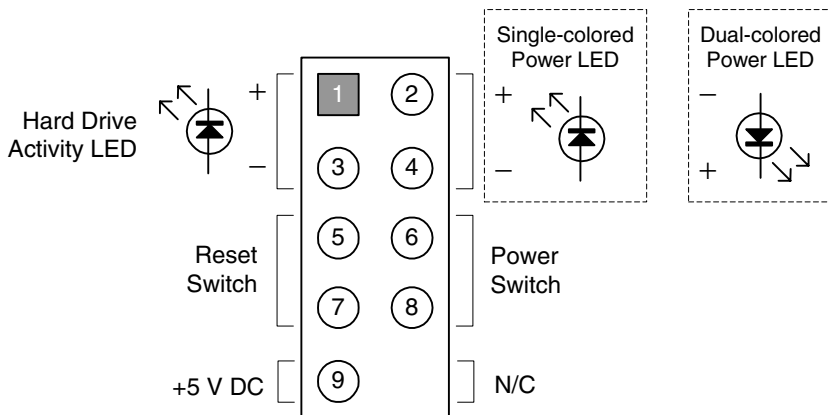 Single-colored
Power LED
Dual-colored
Power LED
Hard Drive
Activity LED
+
−
1
2
3
4
+
−
−
+
Reset
Switch
5
6
7
8
Power
Switch
+5 V DC
9
N/C